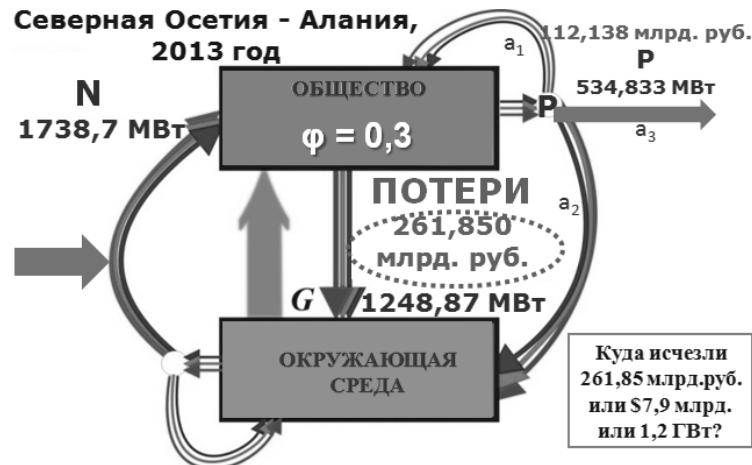 Северная Осетия - Алания,
2013 год
112,138 млрд. руб.
a1
P
534,833 МВт
N
1738,7 МВт
ОБЩЕСТВО
φ = 0,3
P
a3
ПОТЕРИ
a2
261,850
млрд. руб.
G
1248,87 МВт
ОКРУЖАЮЩАЯ
СРЕДА
Куда исчезли
261,85 млрд.руб.
или $7,9 млрд.
или 1,2 ГВт?